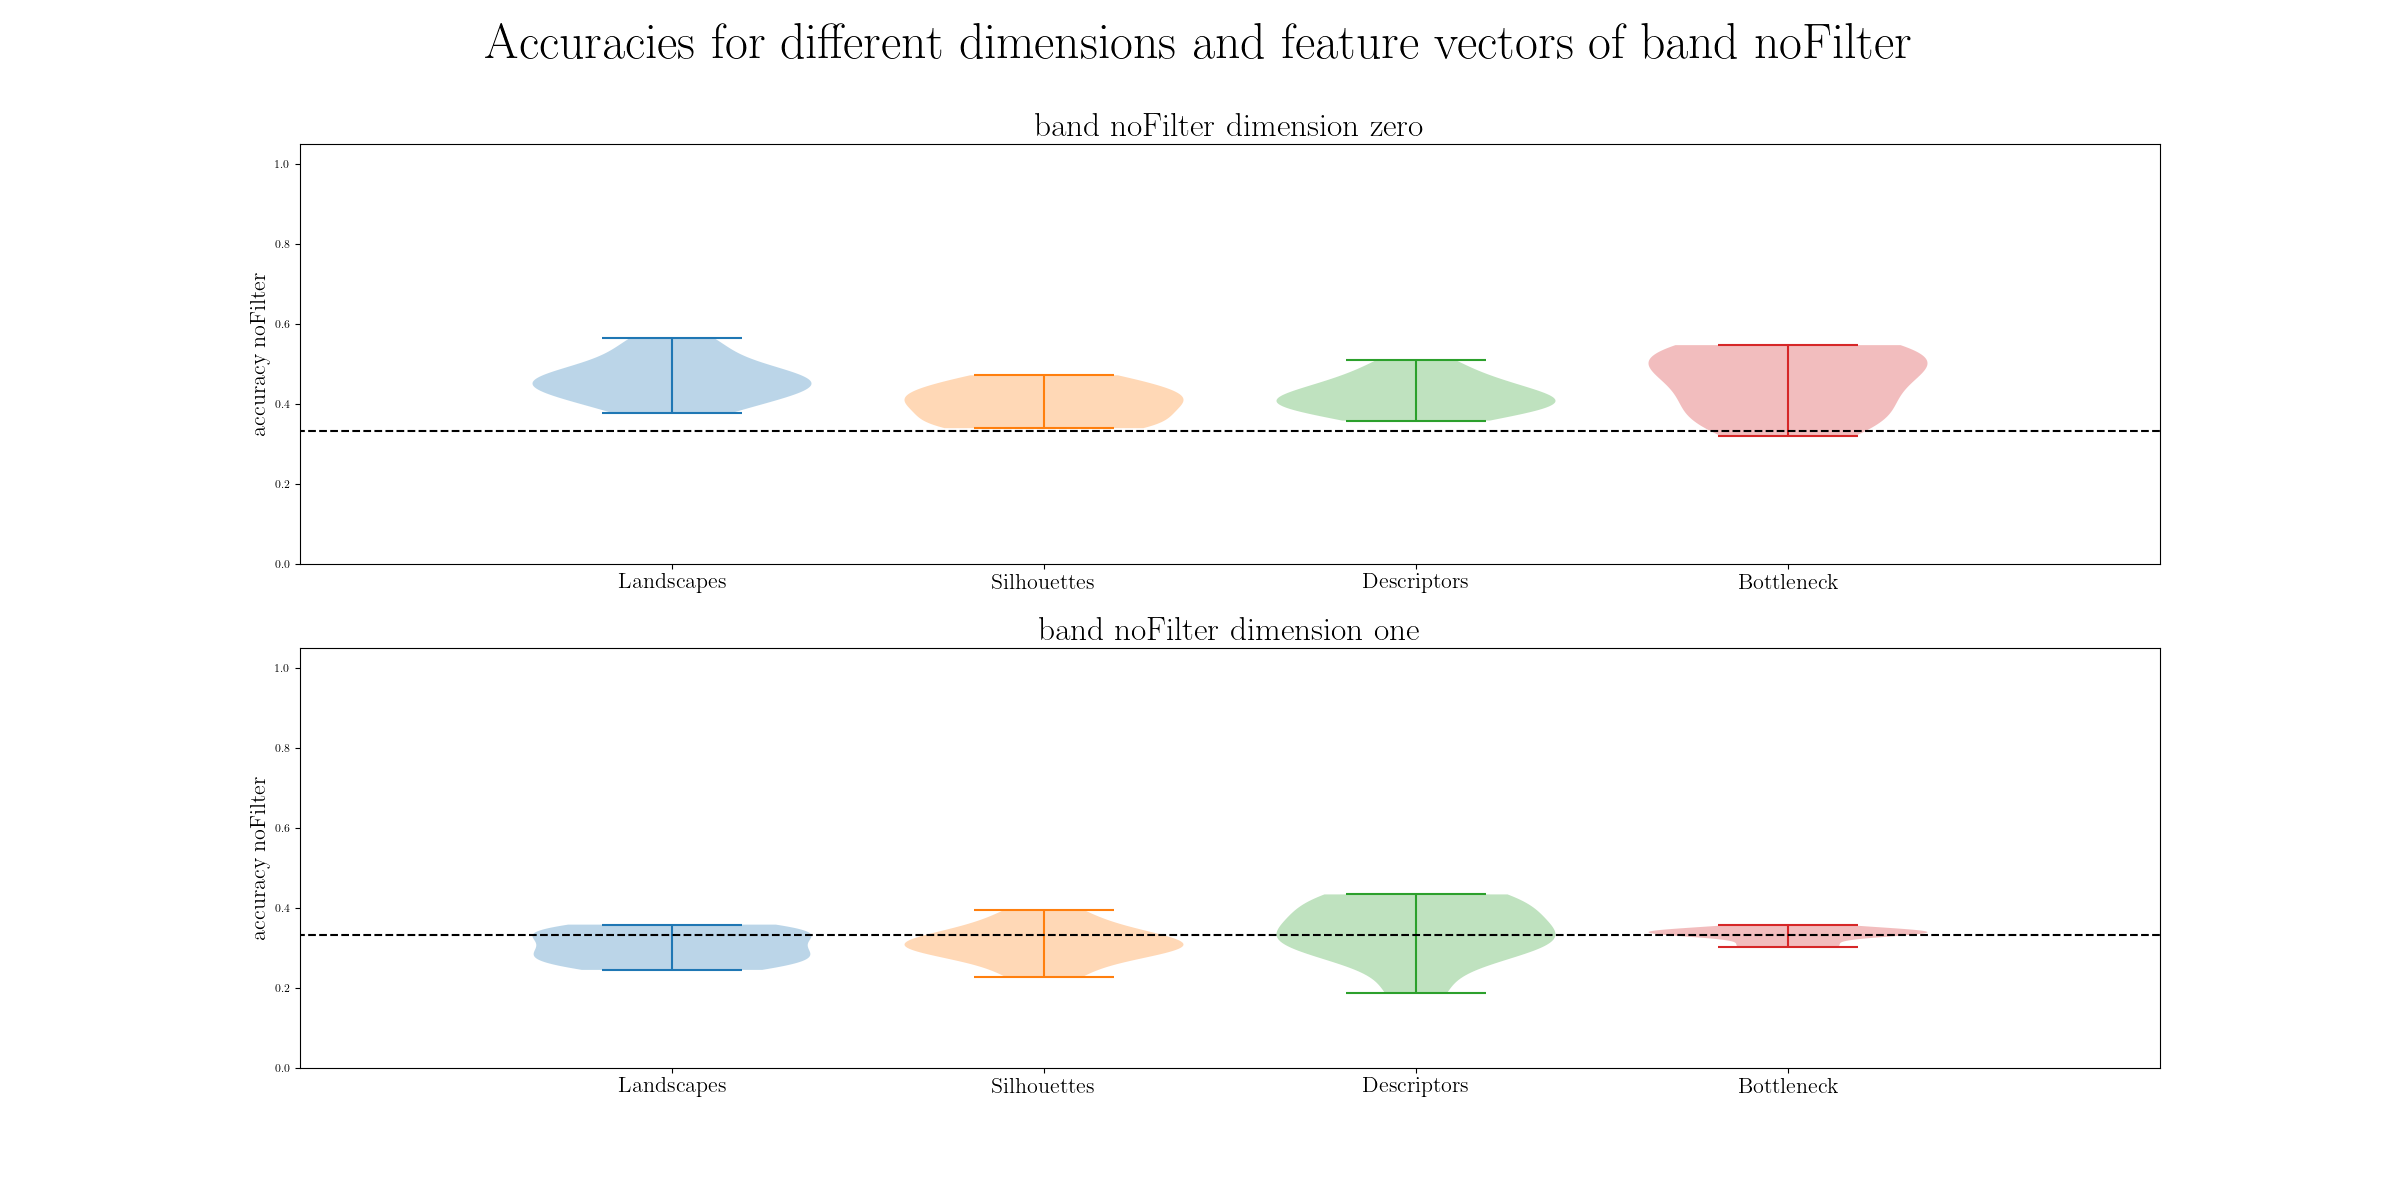 Accuracies for different dimensions and feature vectors of band noFilter
band noFilter dimension zero
accuracy noFilter
1.0
0.8
0.6
0.4
0.2
0.0
Landscapes Silhouettes Descriptors Bottleneck
band noFilter dimension one
accuracy noFilter
1.0
0.8
0.6
0.4
0.2
0.0
Landscapes Silhouettes Descriptors Bottleneck